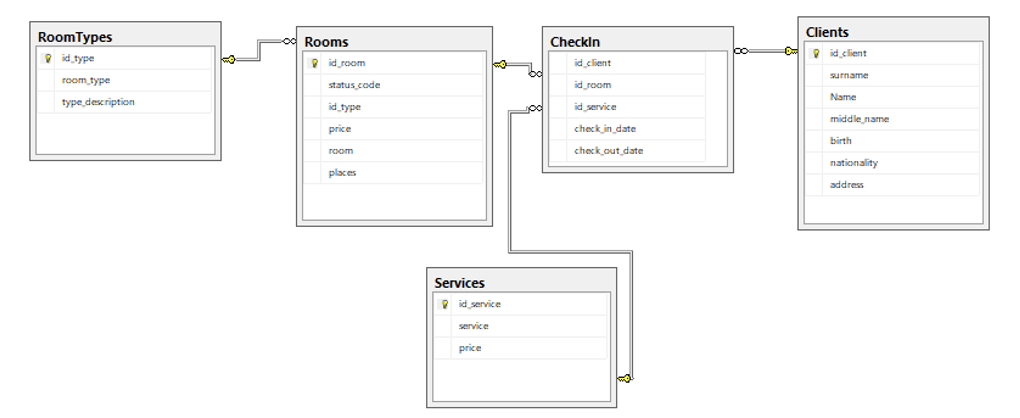 RoomTypes
id_type
room_type
type_description
Rooms
id_room
status_code
id_type
price
room
places
CheckIn
id_client
id_room
id_service
check_in_date
check_out_date
Clients
id_client
surname
Name
middle_name
birth
nationality
address
Services
id_service
service
price